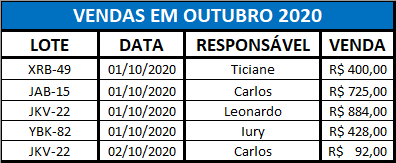 VENDAS EM OUTUBRO 2020
LOTE DATA RESPONSÁVEL VENDA
XRB-49 01/10/2020 Ticiane R$ 400,00
JAB-15 01/10/2020 Carlos R$ 725,00
JKV-22 01/10/2020 Leonardo R$ 884,00
YBK-82 01/10/2020 Iury R$ 428,00
JKV-22 02/10/2020 Carlos R$ 92,00